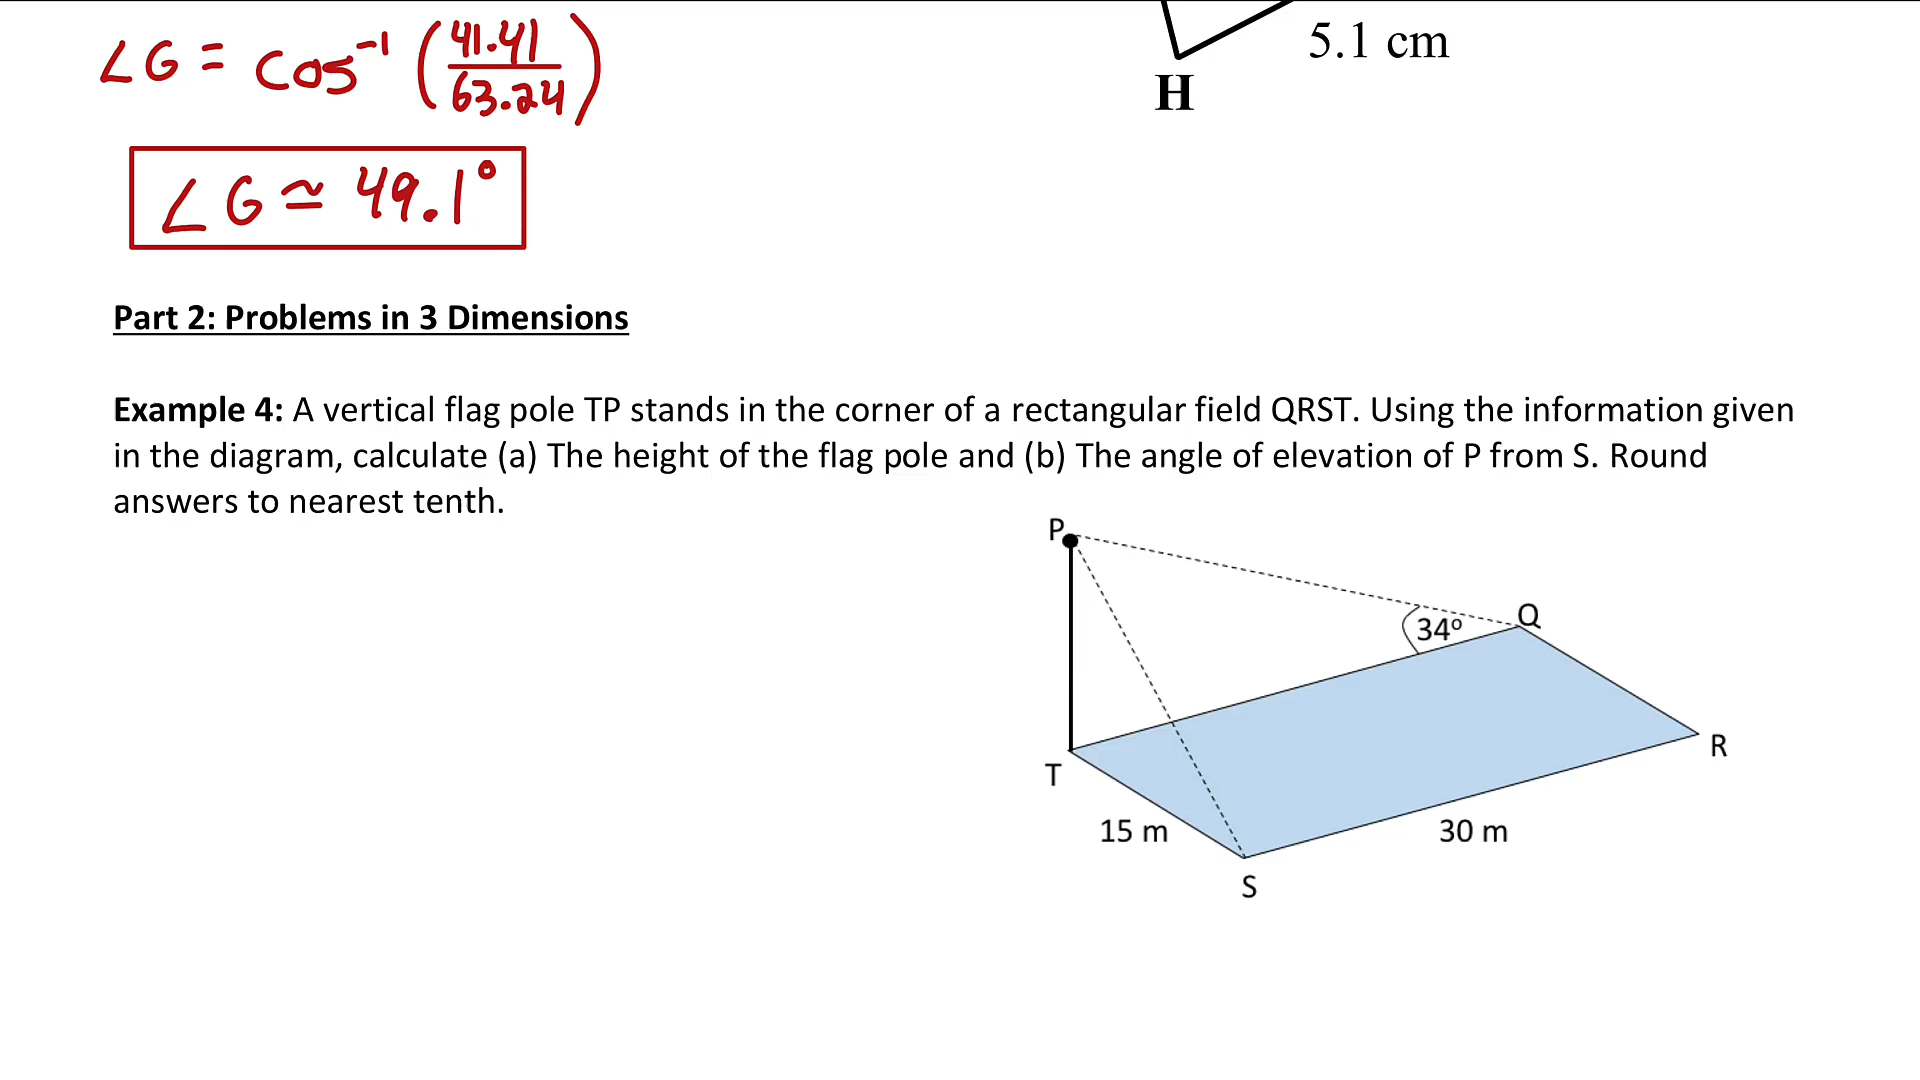 ∠G = cos⁻¹ (41.41/63.24)
5.1 cm
H
∠G ≃ 49.1°
Part 2: Problems in 3 Dimensions
Example 4: A vertical flag pole TP stands in the corner of a rectangular field QRST. Using the information given
in the diagram, calculate (a) The height of the flag pole and (b) The angle of elevation of P from S. Round
answers to nearest tenth.
P
Q
34º
R
T
15 m
30 m
S